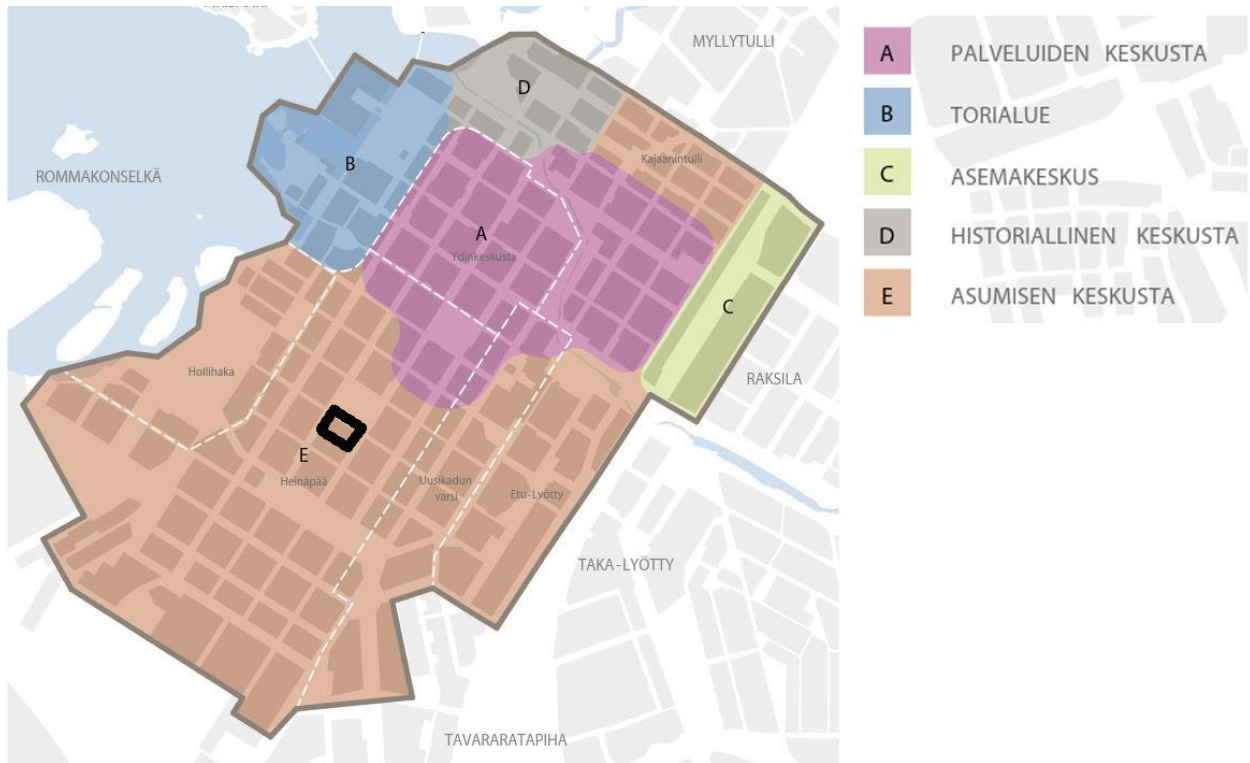 MYLLYTULLI
D
Kajaanintulli
B
ROMMAKONSELKÄ
A
Ydinkeskusta
C
Hollihaka
RAKSILA
E
Heinäpää
Uusikadun
varsi
Etu-Lyötty
TAKA-LYÖTTY
TAVARARATAPIHA
A PALVELUIDEN KESKUSTA
B TORIALUE
C ASEMAKESKUS
D HISTORIALLINEN KESKUSTA
E ASUMISEN KESKUSTA